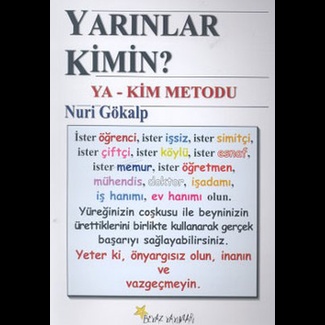 YARINLAR
KİMİN?
YA - KİM METODU
Nuri Gökalp
İster öğrenci, ister işsiz, ister simitçi,
ister çiftçi, ister köylü, ister esnaf,
ister memur, ister öğretmen,
mühendis, doktor, işadamı,
iş hanımı, ev hanımı olun.
Yüreğinizin coşkusu ile beyninizin
ürettiklerini birlikte kullanarak gerçek
başarıyı sağlayabilirsiniz.
Yeter ki, önyargısız olun, inanın
ve
vazgeçmeyin.
BEYAZ YAYINLARI